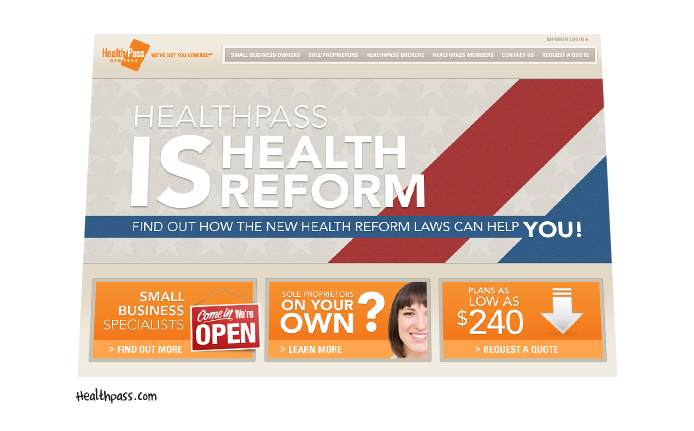 MEMBER LOGIN >
HealthPass
NEW YORK
WE'VE GOT YOU COVERED℠
SMALL BUSINESS OWNERS SOLE PROPRIETORS HEALTHPASS BROKERS HEALTHPASS MEMBERS CONTACT US REQUEST A QUOTE
HEALTHPASS
IS HEALTH
REFORM
FIND OUT HOW THE NEW HEALTH REFORM LAWS CAN HELP YOU!
SMALL
BUSINESS
SPECIALISTS
Come in We're
OPEN
> FIND OUT MORE
SOLE PROPRIETORS
ON YOUR
OWN?
> LEARN MORE
PLANS AS
LOW AS
$240
> REQUEST A QUOTE
Healthpass.com